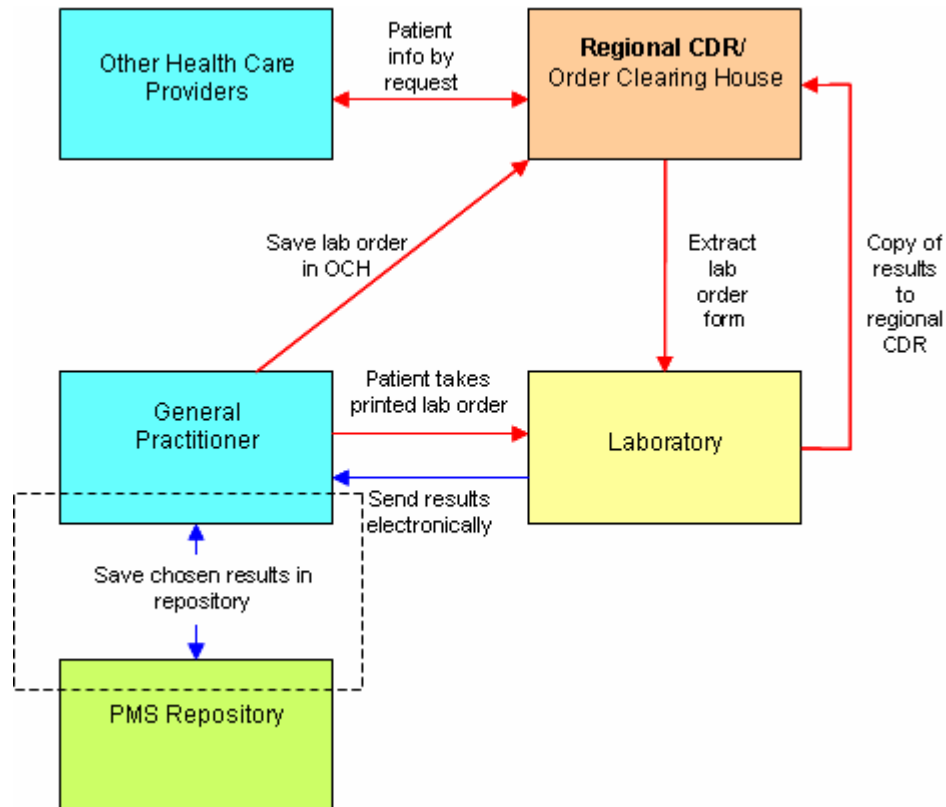 Other Health Care
Providers
Patient
info by
request
Regional CDR/
Order Clearing House
Save lab order
in OCH
Extract
lab
order
form
Copy of
results
to
regional
CDR
General
Practitioner
Patient takes
printed lab order
Laboratory
Send results
electronically
Save chosen results in
repository
PMS Repository